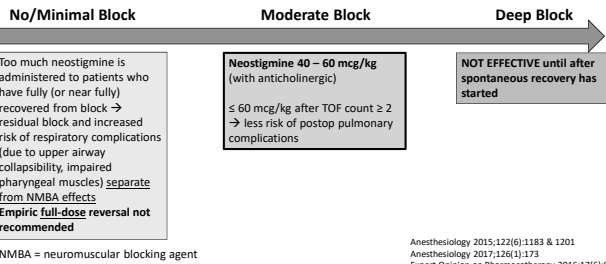 No/Minimal Block
Moderate Block
Deep Block
Too much neostigmine is
administered to patients who
have fully (or near fully)
recovered from block →
residual block and increased
risk of respiratory complications
(due to upper airway
collapsibility, impaired
pharyngeal muscles) separate
from NMBA effects
Empiric full-dose reversal not
recommended
Neostigmine 40 – 60 mcg/kg
(with anticholinergic)
≤ 60 mcg/kg after TOF count ≥ 2
→ less risk of postop pulmonary
complications
NOT EFFECTIVE until after
spontaneous recovery has
started
NMBA = neuromuscular blocking agent
Anesthesiology 2015;122(6):1183 & 1201
Anesthesiology 2017;126(1):173